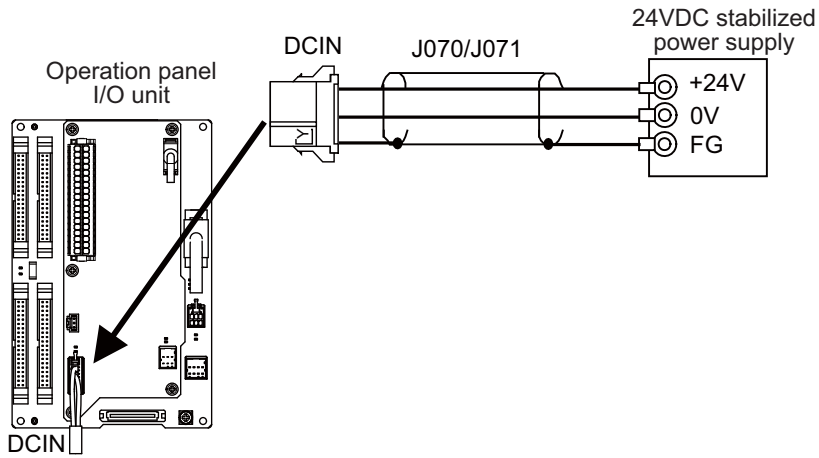 24VDC stabilized
power supply
DCIN
J070/J071
Operation panel
I/O unit
+24V
0V
FG
Y
DCIN